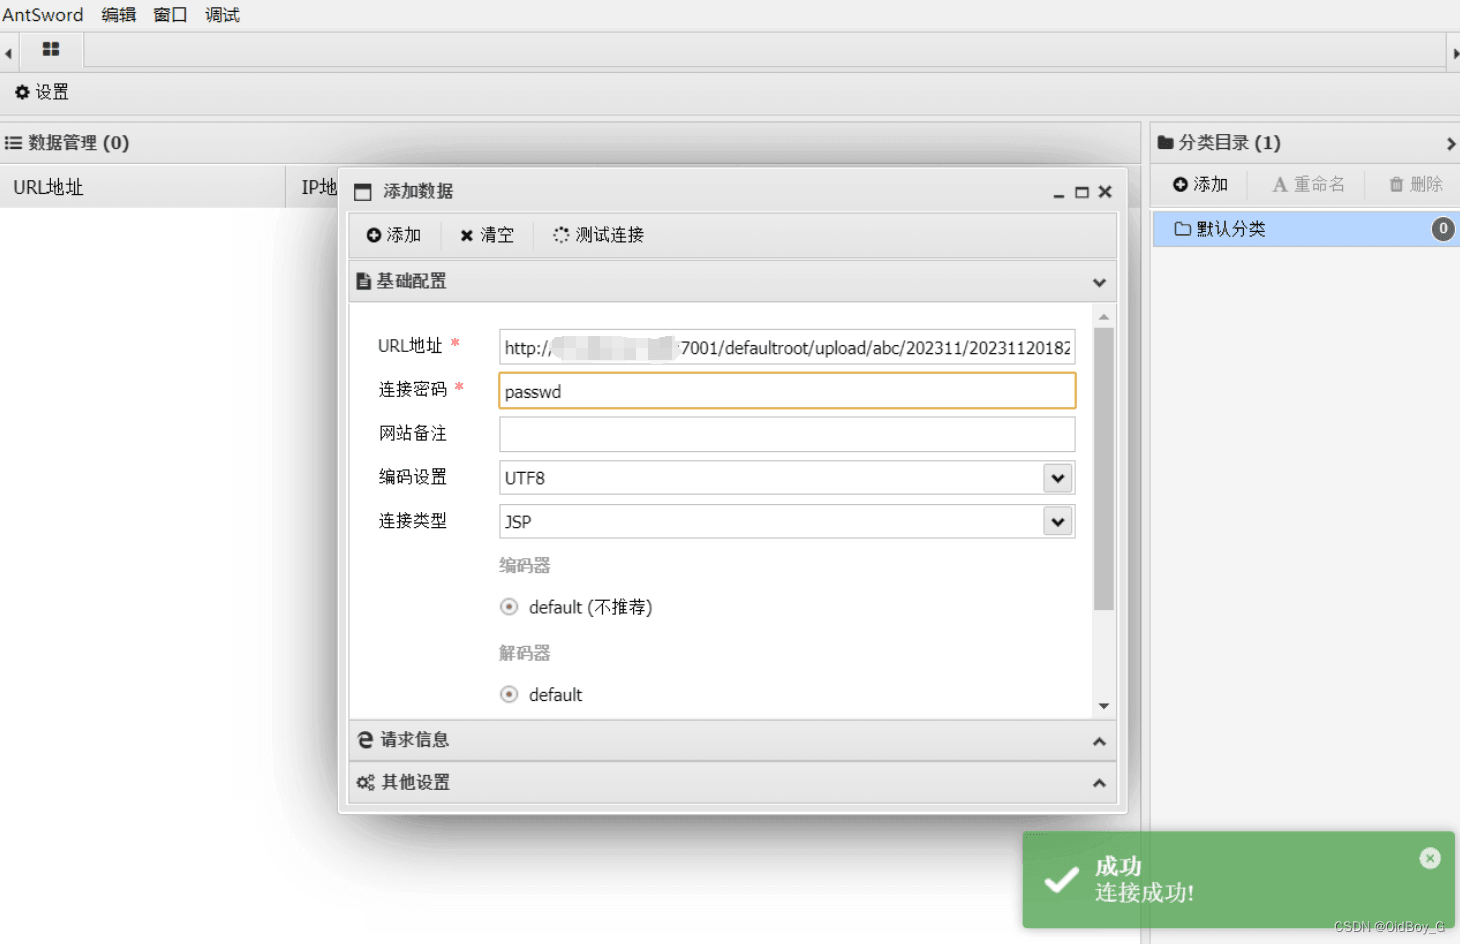 AntSword 编辑 窗口 调试
设置
数据管理 (0)
分类目录 (1)
URL地址 IP地
添加 重命名 删除
默认分类 0
添加数据
添加 清空 测试连接
基础配置
URL地址 *
http:// :7001/defaultroot/upload/abc/202311/20231120182
连接密码 *
passwd
网站备注
编码设置
UTF8
连接类型
JSP
编码器
default (不推荐)
解码器
default
请求信息
其他设置
成功
连接成功!
CSDN @OldBoy_G